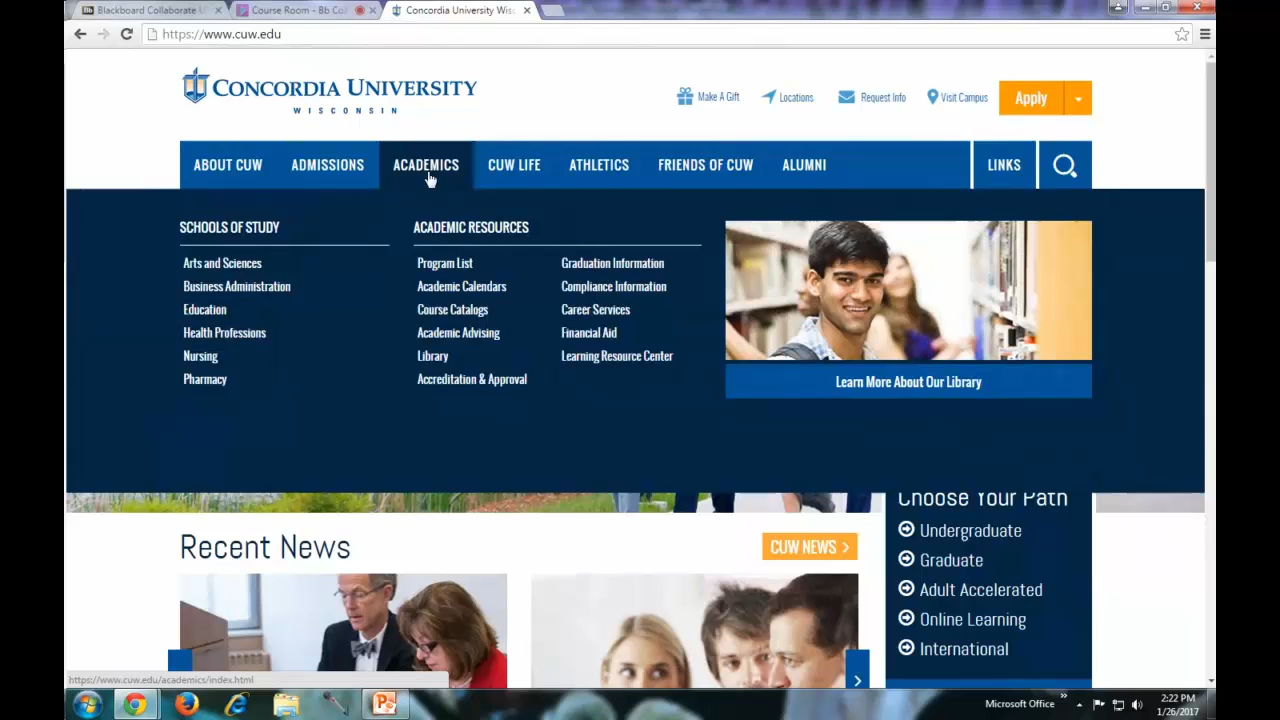 Blackboard Collaborate U
Course Room - Bb Col
Concordia University Wisc
https://www.cuw.edu
CONCORDIA UNIVERSITY
WISCONSIN
Make A Gift
Locations
Request Info
Visit Campus
Apply
ABOUT CUW
ADMISSIONS
ACADEMICS
CUW LIFE
ATHLETICS
FRIENDS OF CUW
ALUMNI
LINKS
SCHOOLS OF STUDY
Arts and Sciences
Business Administration
Education
Health Professions
Nursing
Pharmacy
ACADEMIC RESOURCES
Program List
Academic Calendars
Course Catalogs
Academic Advising
Library
Accreditation & Approval
Graduation Information
Compliance Information
Career Services
Financial Aid
Learning Resource Center
Learn More About Our Library
Choose Your Path
Undergraduate
Graduate
Adult Accelerated
Online Learning
International
Recent News
CUW NEWS >
https://www.cuw.edu/academics/index.html
Microsoft Office
2:22 PM
1/26/2017